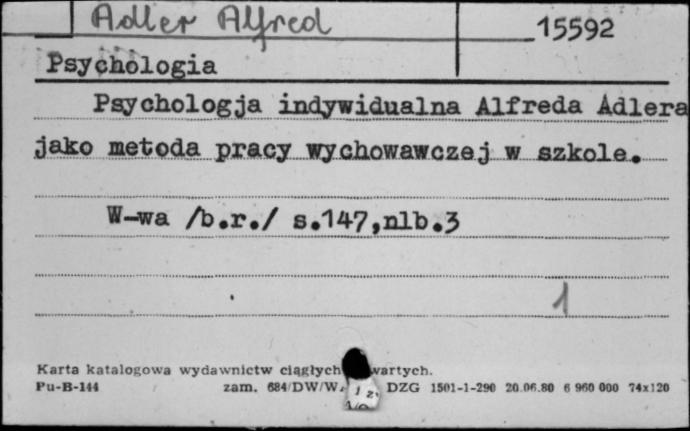 Adler Alfred 15592
Psychologia
Psychologja indywidualna Alfreda Adlera
jako metoda pracy wychowawczej w szkole.
W-wa /b.r./ s.147,nlb.3
1
Karta katalogowa wydawnictw ciągłych wartych.
Pu-B-144 zam. 684/DW/W. 1 z DZG 1501-1-290 20.06.80 6 960 000 74x120